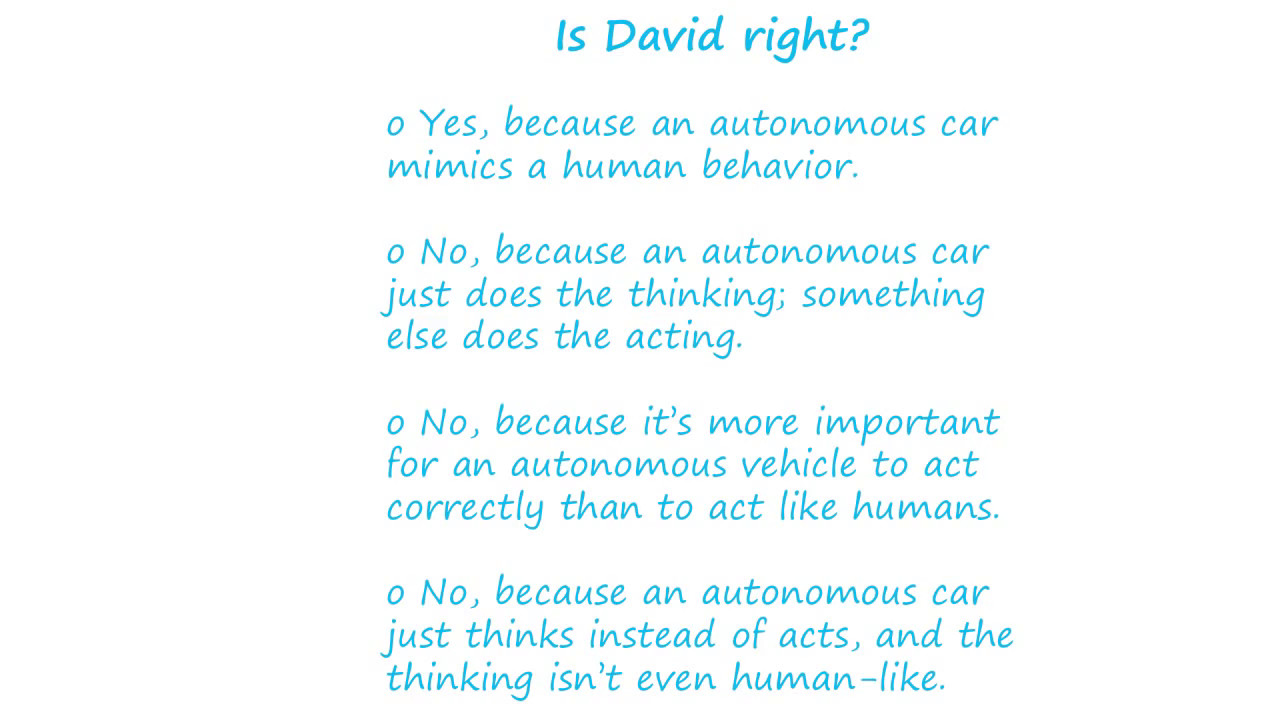 Is David right?
o Yes, because an autonomous car
mimics a human behavior.
o No, because an autonomous car
just does the thinking; something
else does the acting.
o No, because it’s more important
for an autonomous vehicle to act
correctly than to act like humans.
o No, because an autonomous car
just thinks instead of acts, and the
thinking isn’t even human-like.